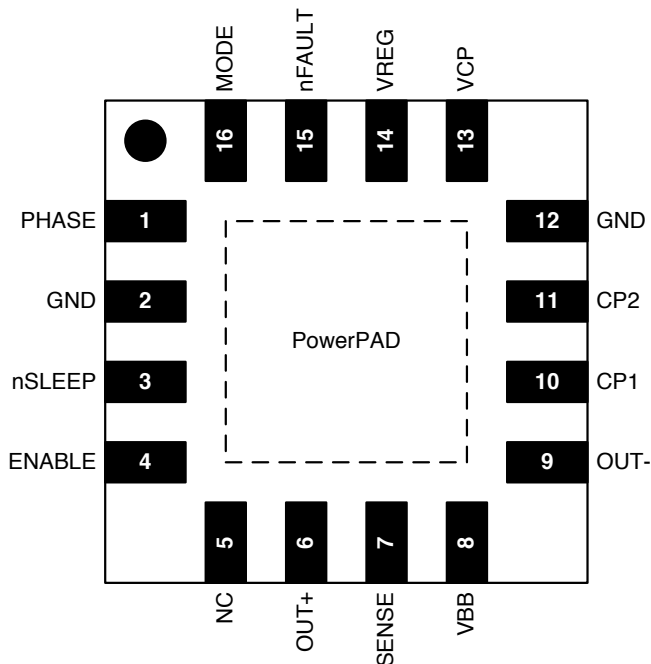 MODE
nFAULT
VREG
VCP
16
15
14
13
PHASE 1
12 GND
GND 2
11 CP2
PowerPAD
nSLEEP 3
10 CP1
ENABLE 4
9 OUT-
5
6
7
8
NC
OUT+
SENSE
VBB